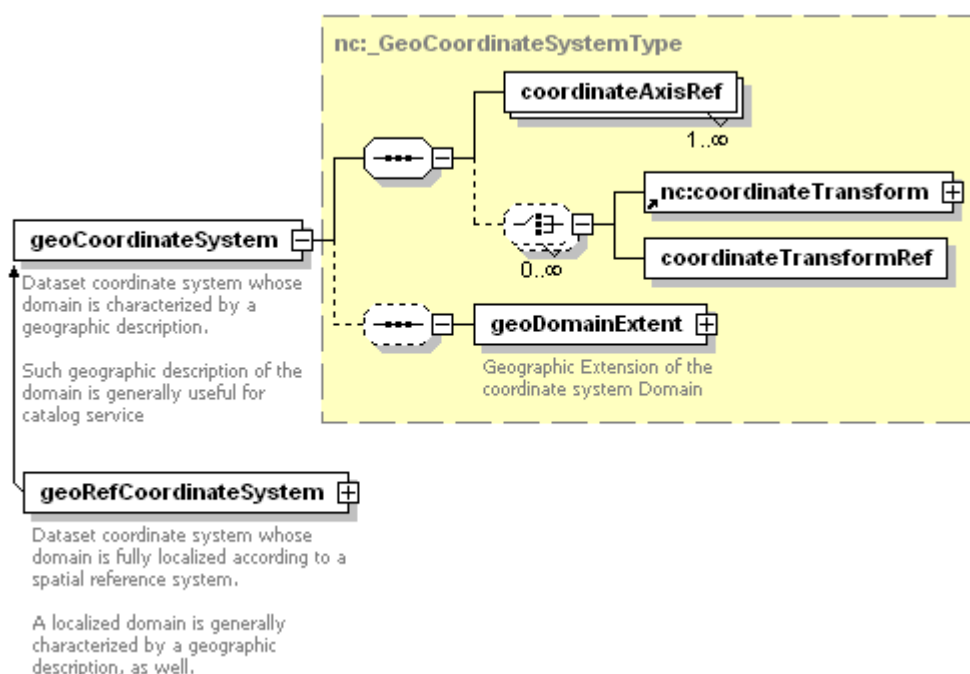 nc:_GeoCoordinateSystemType
coordinateAxisRef
1..∞
nc:coordinateTransform
0..∞
coordinateTransformRef
geoCoordinateSystem
Dataset coordinate system whose
domain is characterized by a
geographic description.
Such geographic description of the
domain is generally useful for
catalog service
geoDomainExtent
Geographic Extension of the
coordinate system Domain
geoRefCoordinateSystem
Dataset coordinate system whose
domain is fully localized according to a
spatial reference system.
A localized domain is generally
characterized by a geographic
description, as well.